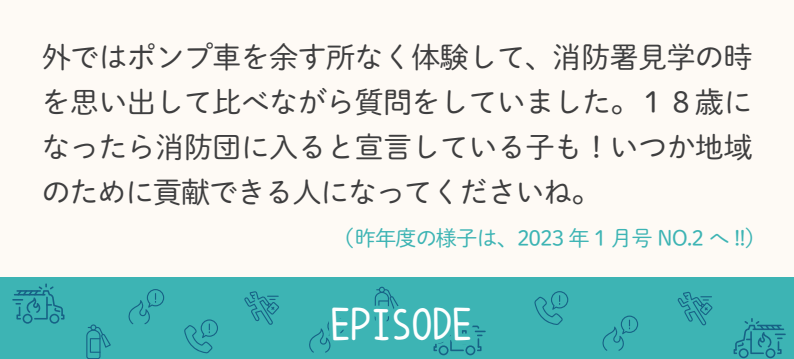 外ではポンプ車を余す所なく体験して、消防署見学の時
を思い出して比べながら質問をしていました。１８歳に
なったら消防団に入ると宣言している子も！いつか地域
のために貢献できる人になってくださいね。
（昨年度の様子は、2023 年 1 月号 NO.2 へ !!）
EPISODE